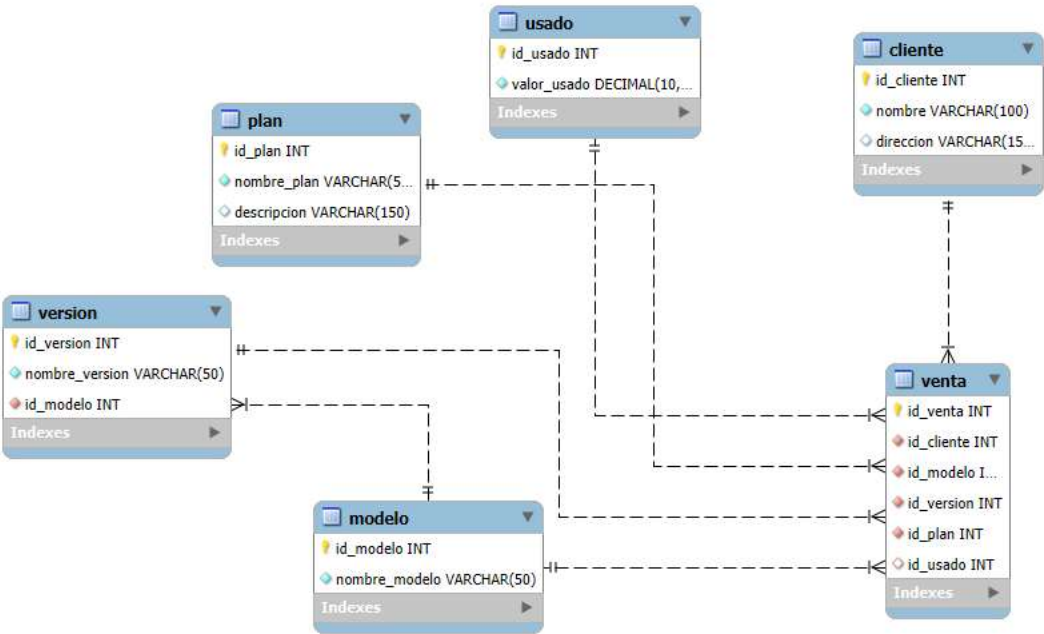 usado
id_usado INT
valor_usado DECIMAL(10,...
Indexes
cliente
id_cliente INT
nombre VARCHAR(100)
direccion VARCHAR(15...
Indexes
plan
id_plan INT
nombre_plan VARCHAR(5...
descripcion VARCHAR(150)
Indexes
version
id_version INT
nombre_version VARCHAR(50)
id_modelo INT
Indexes
venta
id_venta INT
id_cliente INT
id_modelo I...
id_version INT
id_plan INT
id_usado INT
Indexes
modelo
id_modelo INT
nombre_modelo VARCHAR(50)
Indexes